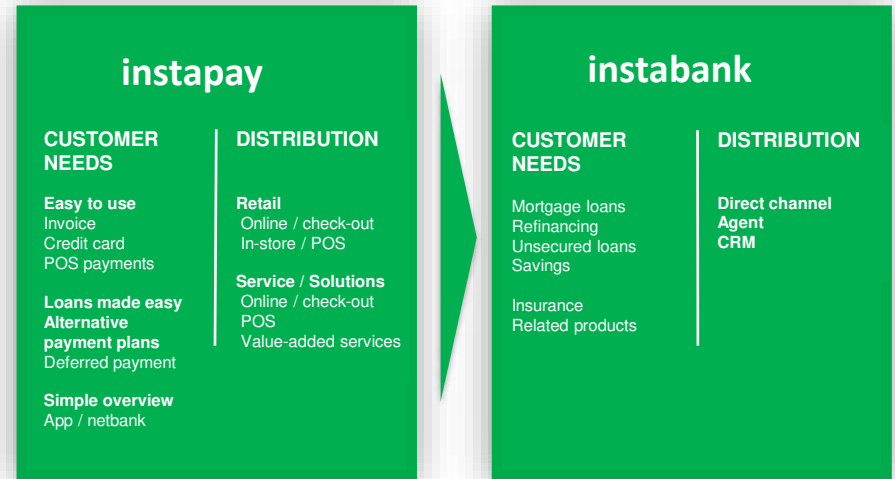 instapay
CUSTOMER
NEEDS
Easy to use
Invoice
Credit card
POS payments
Loans made easy
Alternative
payment plans
Deferred payment
Simple overview
App / netbank
DISTRIBUTION
Retail
Online / check-out
In-store / POS
Service / Solutions
Online / check-out
POS
Value-added services
instabank
CUSTOMER
NEEDS
Mortgage loans
Refinancing
Unsecured loans
Savings
Insurance
Related products
DISTRIBUTION
Direct channel
Agent
CRM